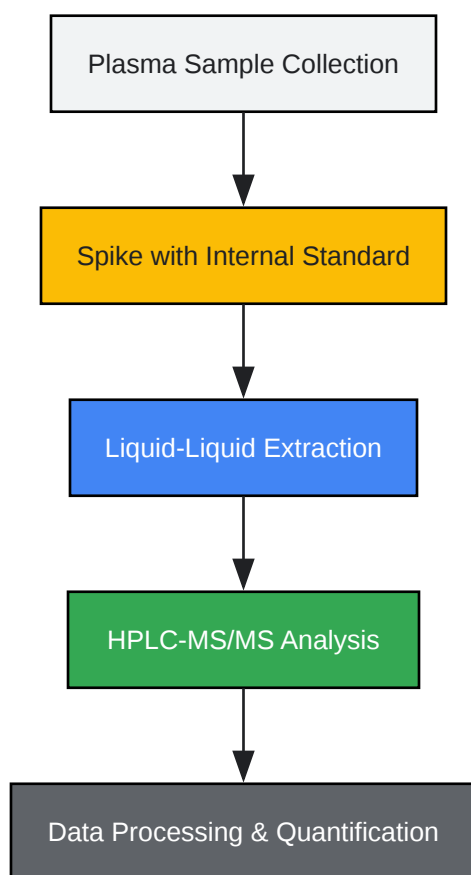 Plasma Sample Collection
Spike with Internal Standard
Liquid-Liquid Extraction
HPLC-MS/MS Analysis
Data Processing & Quantification